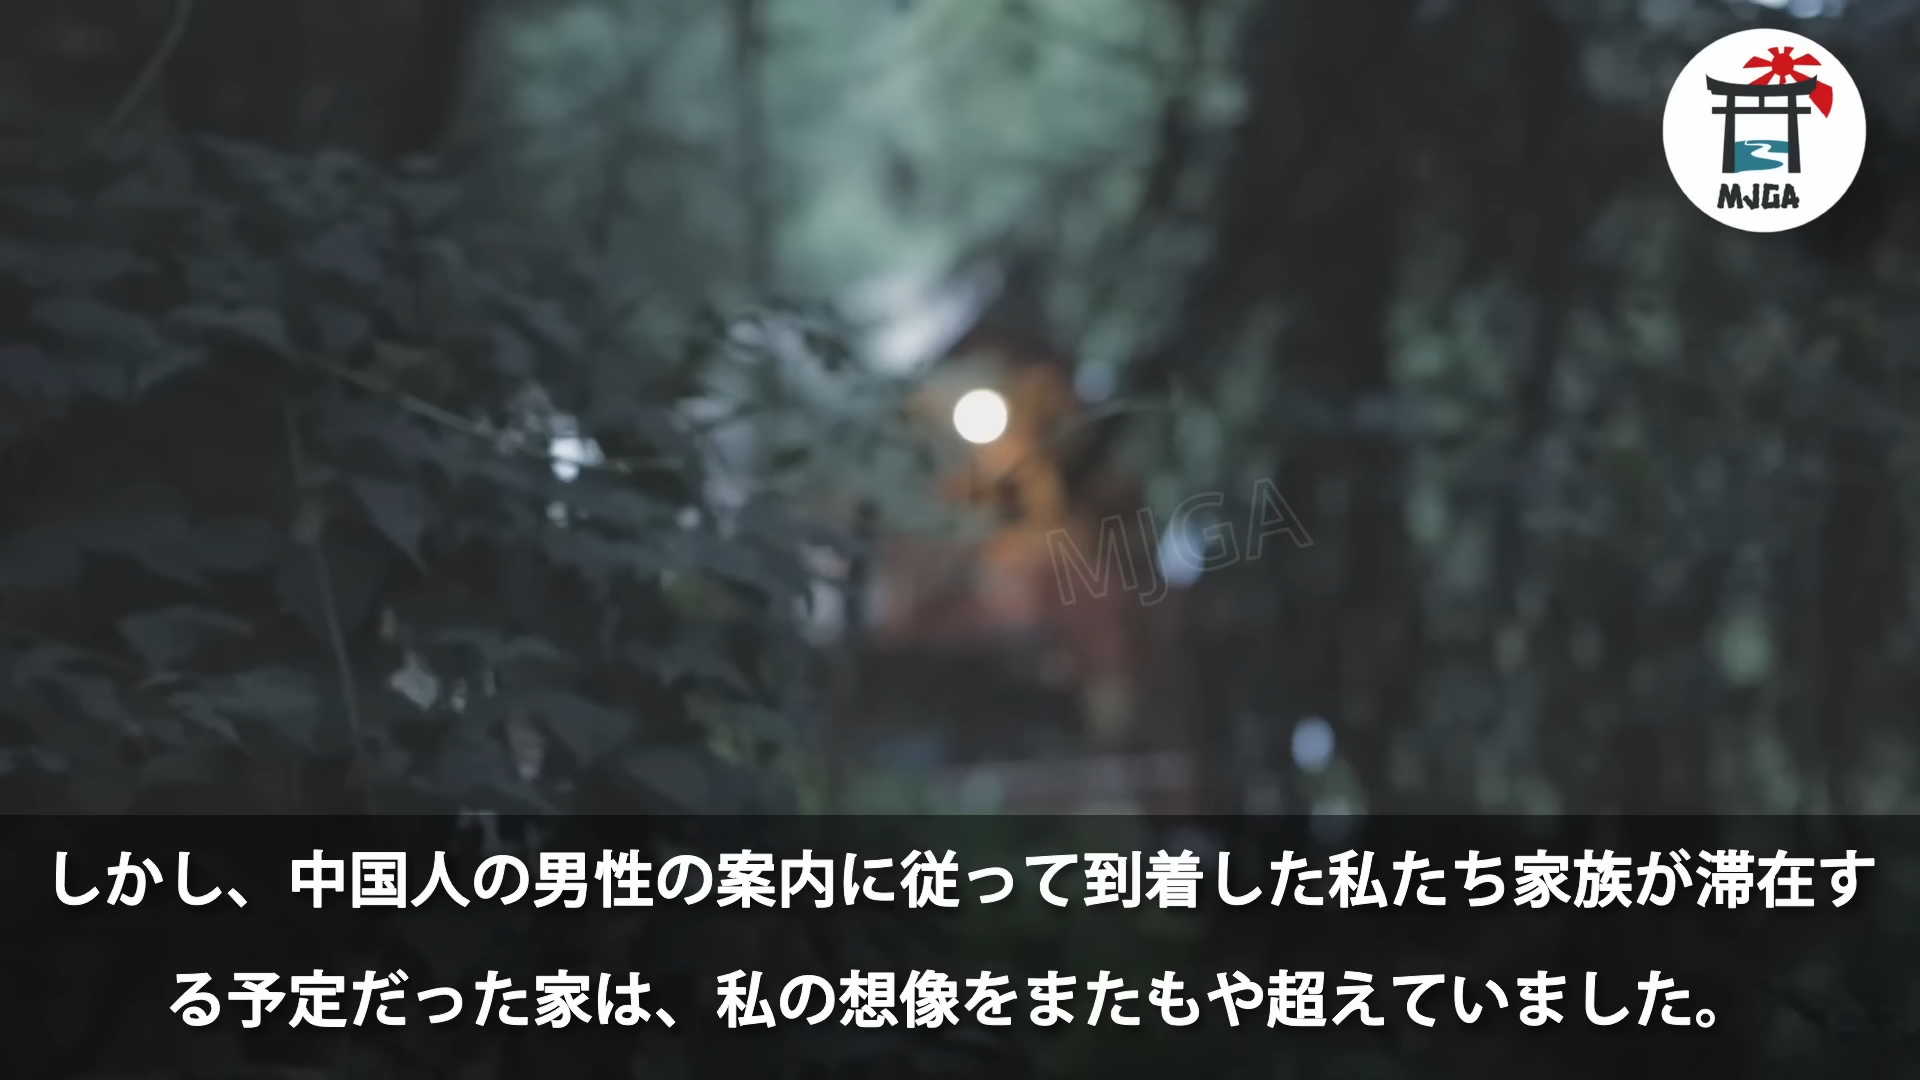 MJGA
MJGA
しかし、中国人の男性の案内に従って到着した私たち家族が滞在す
る予定だった家は、私の想像をまたもや超えていました。